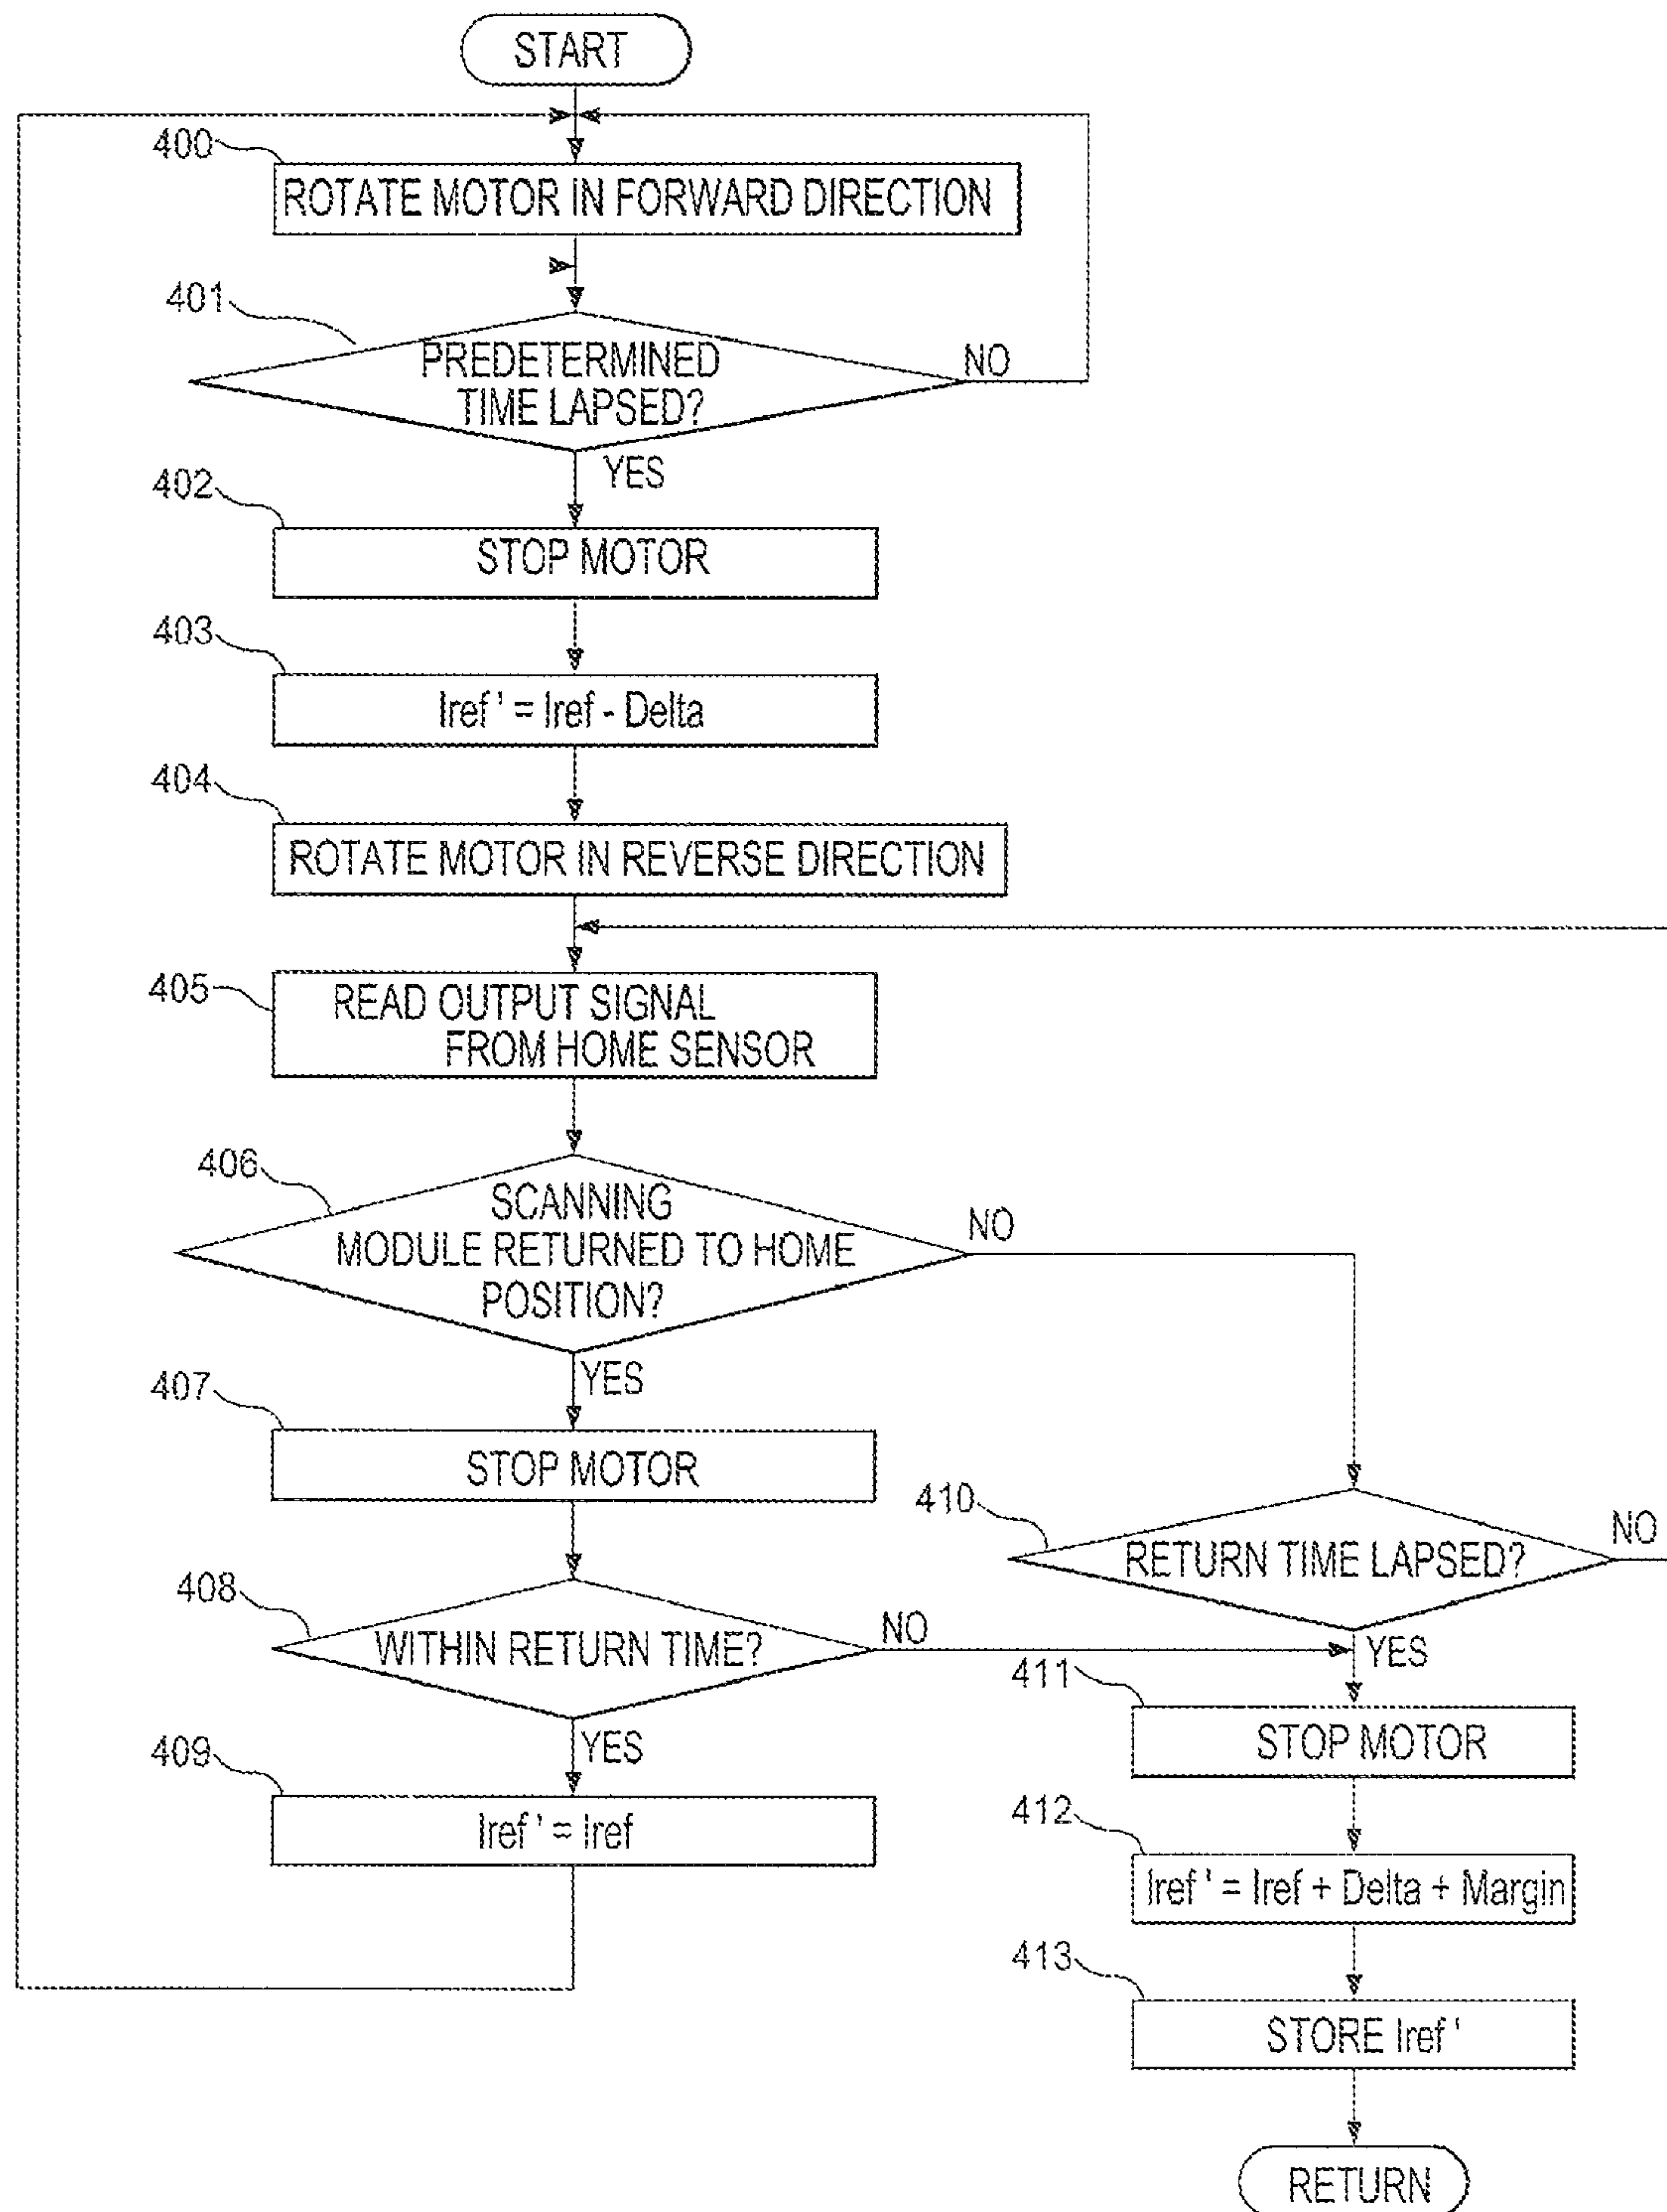 START
400
ROTATE MOTOR IN FORWARD DIRECTION
401
PREDETERMINED
TIME LAPSED?
NO
YES
402
STOP MOTOR
403
Iref ' = Iref - Delta
404
ROTATE MOTOR IN REVERSE DIRECTION
405
READ OUTPUT SIGNAL
FROM HOME SENSOR
406
SCANNING
MODULE RETURNED TO HOME
POSITION?
NO
YES
407
STOP MOTOR
408
WITHIN RETURN TIME?
NO
YES
409
Iref ' = Iref
410
RETURN TIME LAPSED?
NO
YES
411
STOP MOTOR
412
Iref ' = Iref + Delta + Margin
413
STORE Iref '
RETURN